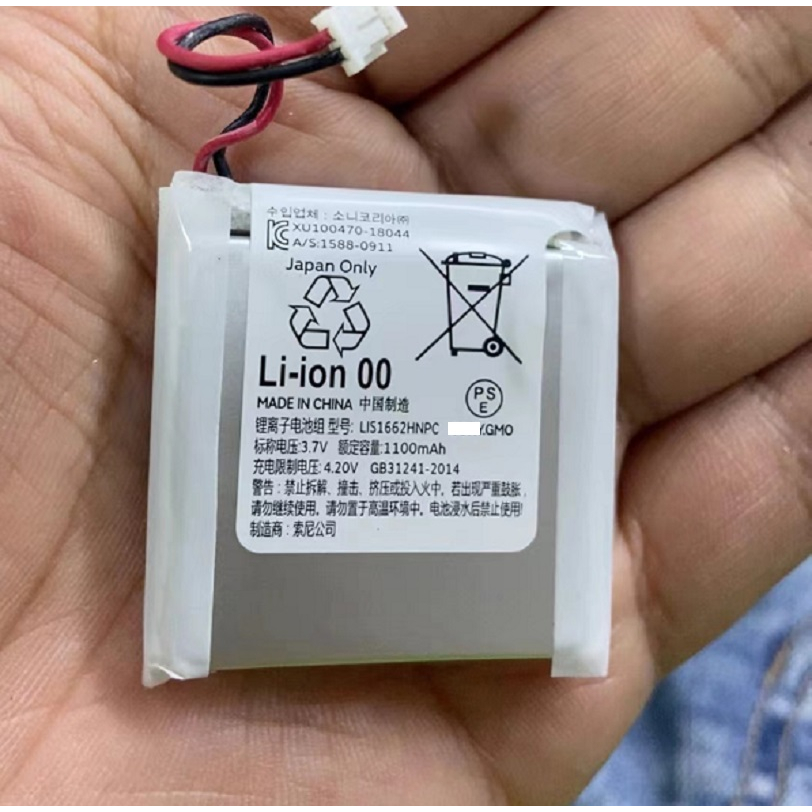 수입업체 : 소니코리아㈜
XU100470-18044
A/S:1588-0911
Japan Only
Li-ion 00
MADE IN CHINA 中国制造
PS
E
锂离子电池组 型号: LIS1662HNPC Y.GMO
标称电压:3.7V 额定容量:1100mAh
充电限制电压: 4.20V GB31241-2014
警告：禁止拆解、撞击、挤压或投入火中。若出现严重鼓胀，
请勿继续使用。请勿置于高温环境中。电池浸水后禁止使用!
制造商：索尼公司